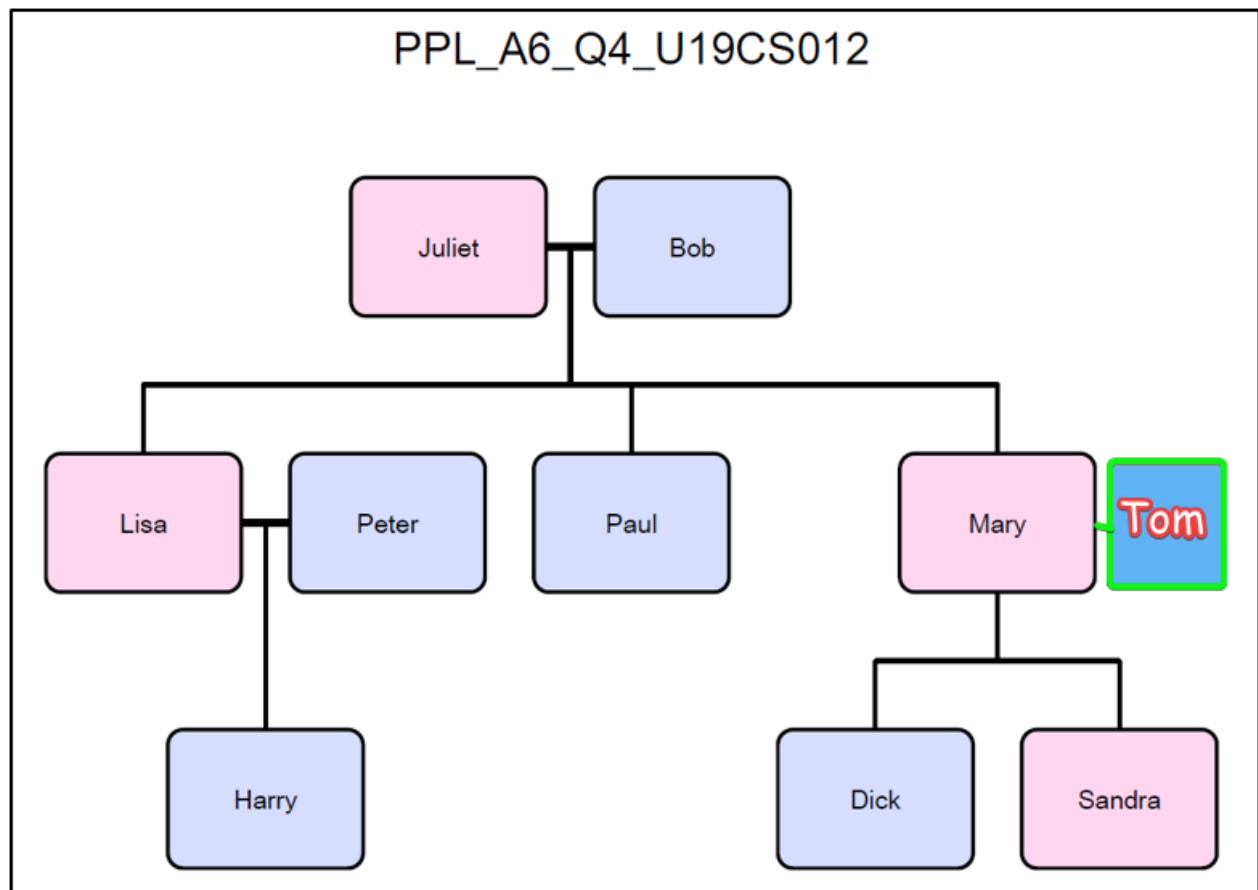 PPL_A6_Q4_U19CS012
Juliet
Bob
Lisa
Peter
Paul
Mary
Tom
Harry
Dick
Sandra